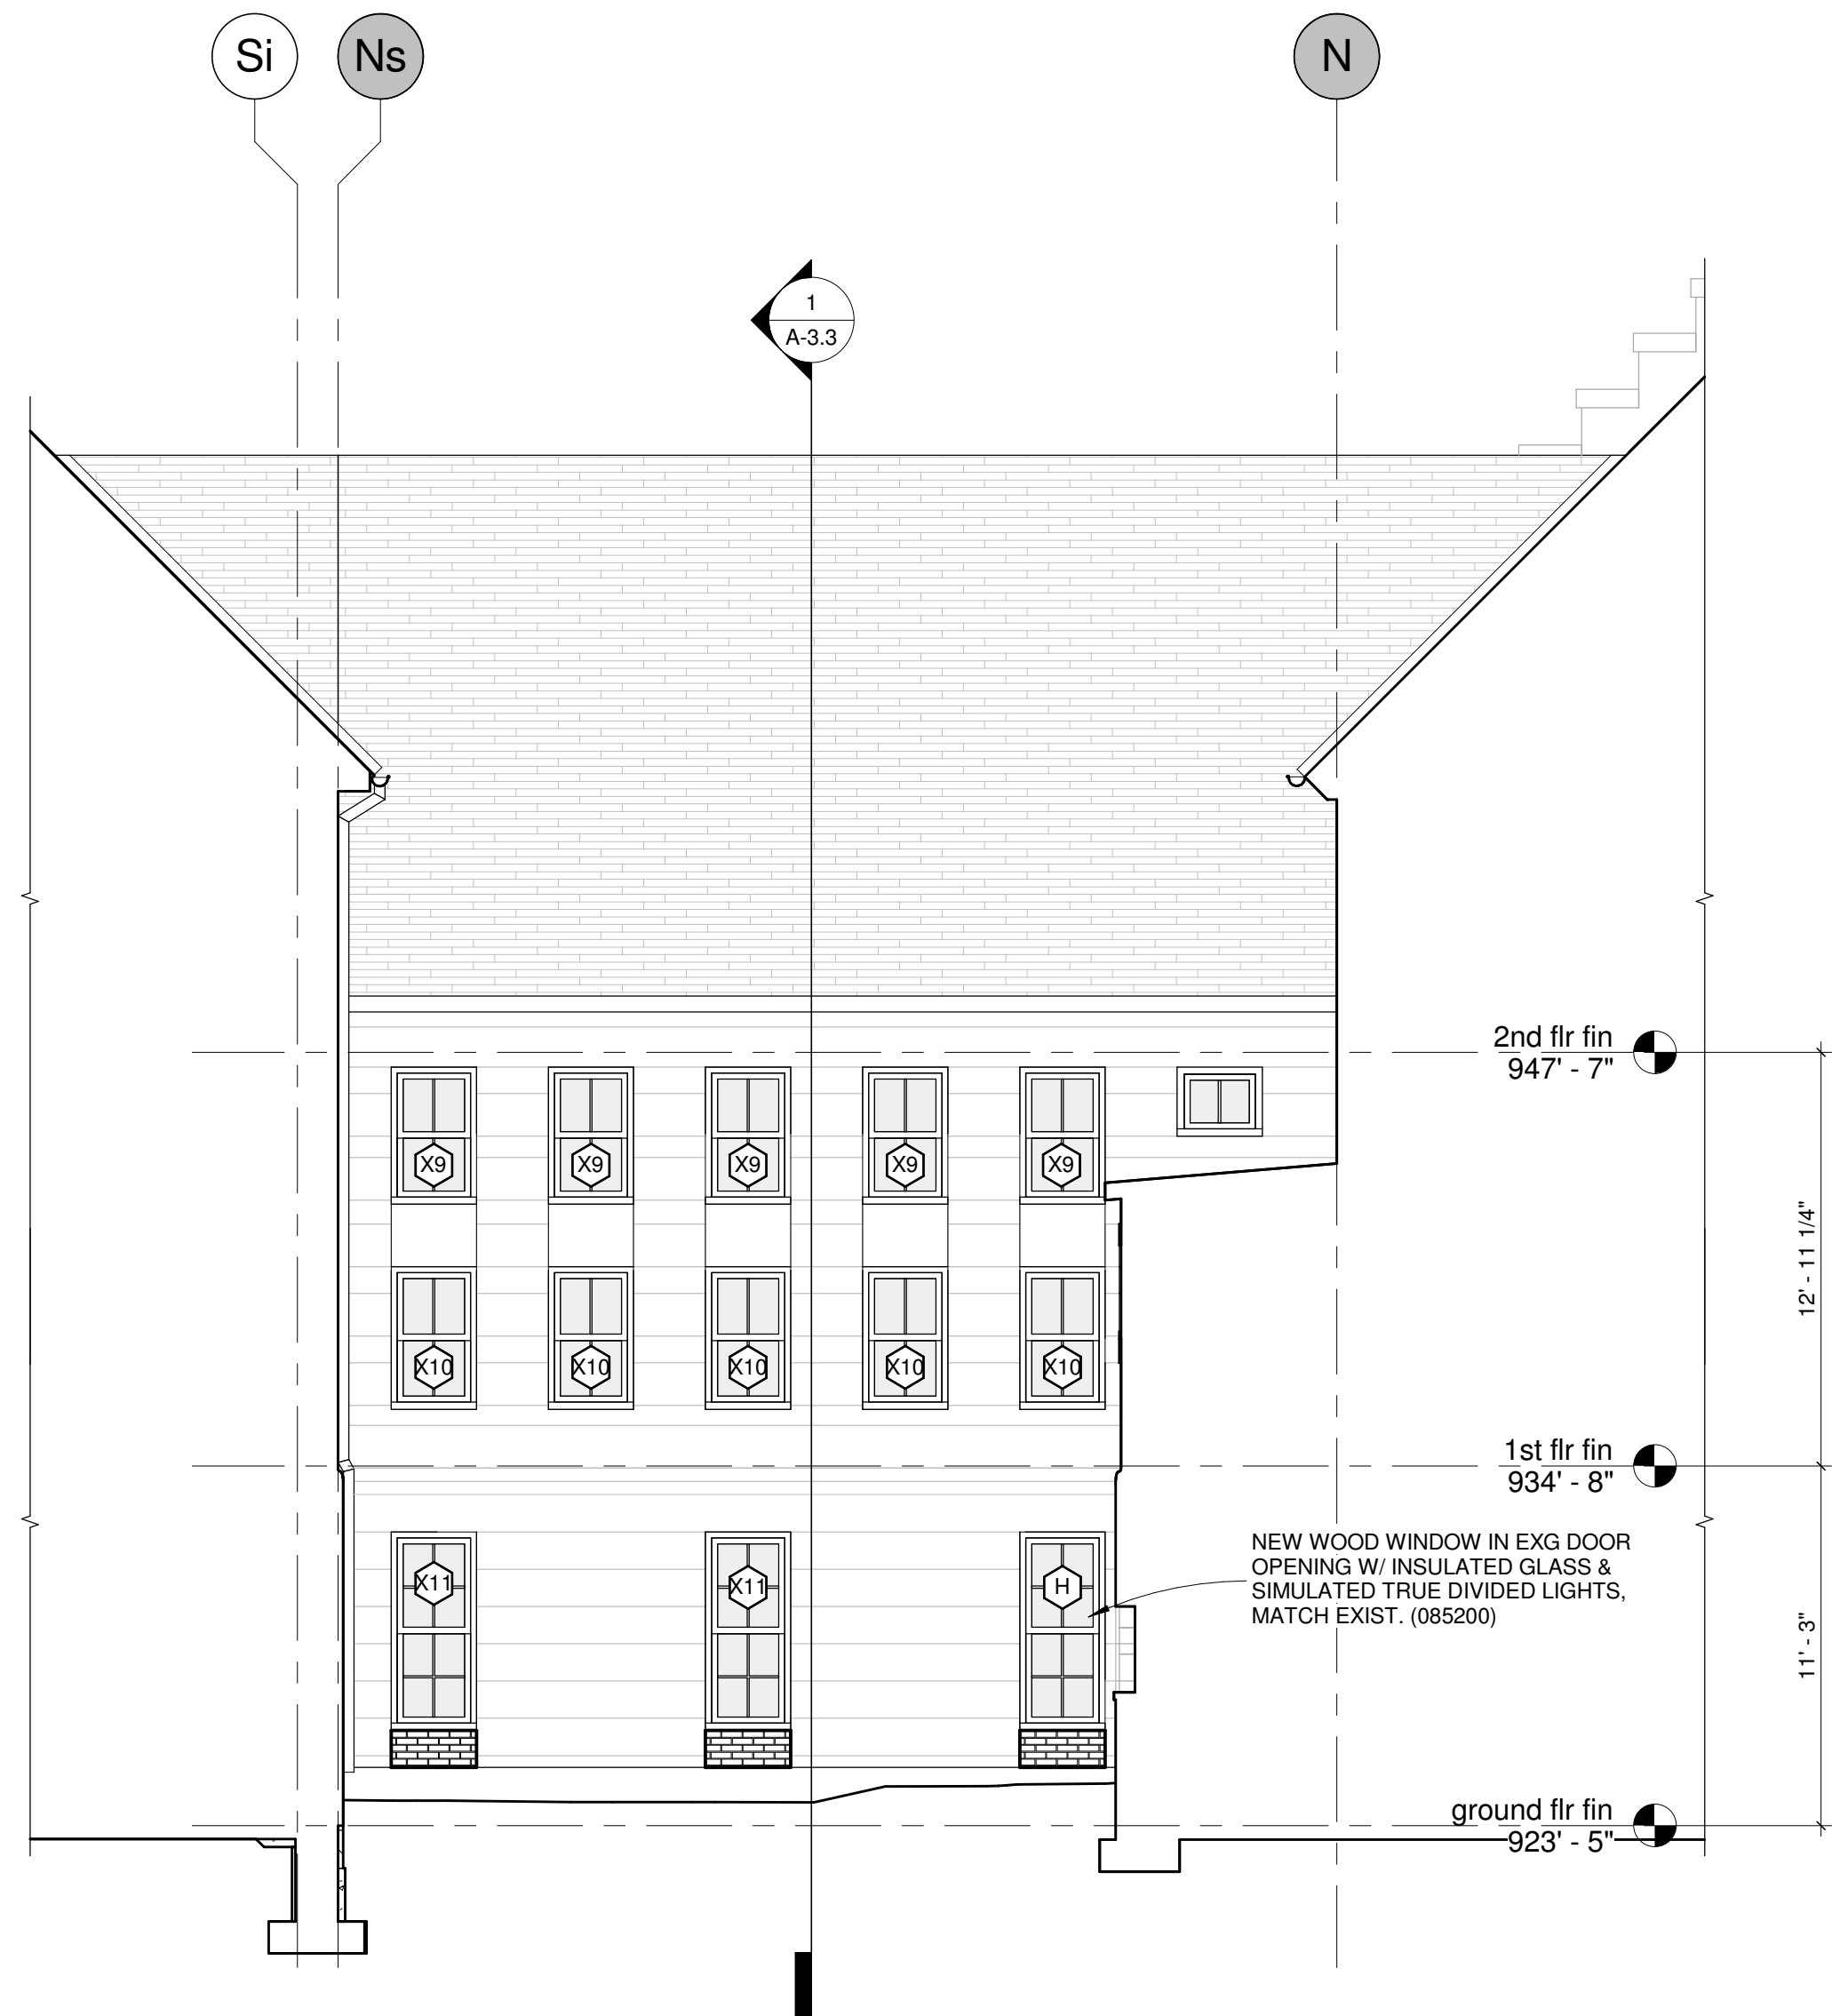 Si
Ns
N
1
A-3.3
2nd flr fin
947' - 7"
X9
X9
X9
X9
X9
12' - 11 1/4"
X10
X10
X10
X10
X10
1st flr fin
934' - 8"
NEW WOOD WINDOW IN EXG DOOR
OPENING W/ INSULATED GLASS &
SIMULATED TRUE DIVIDED LIGHTS,
MATCH EXIST. (085200)
X11
X11
H
11' - 3"
ground flr fin
923' - 5"